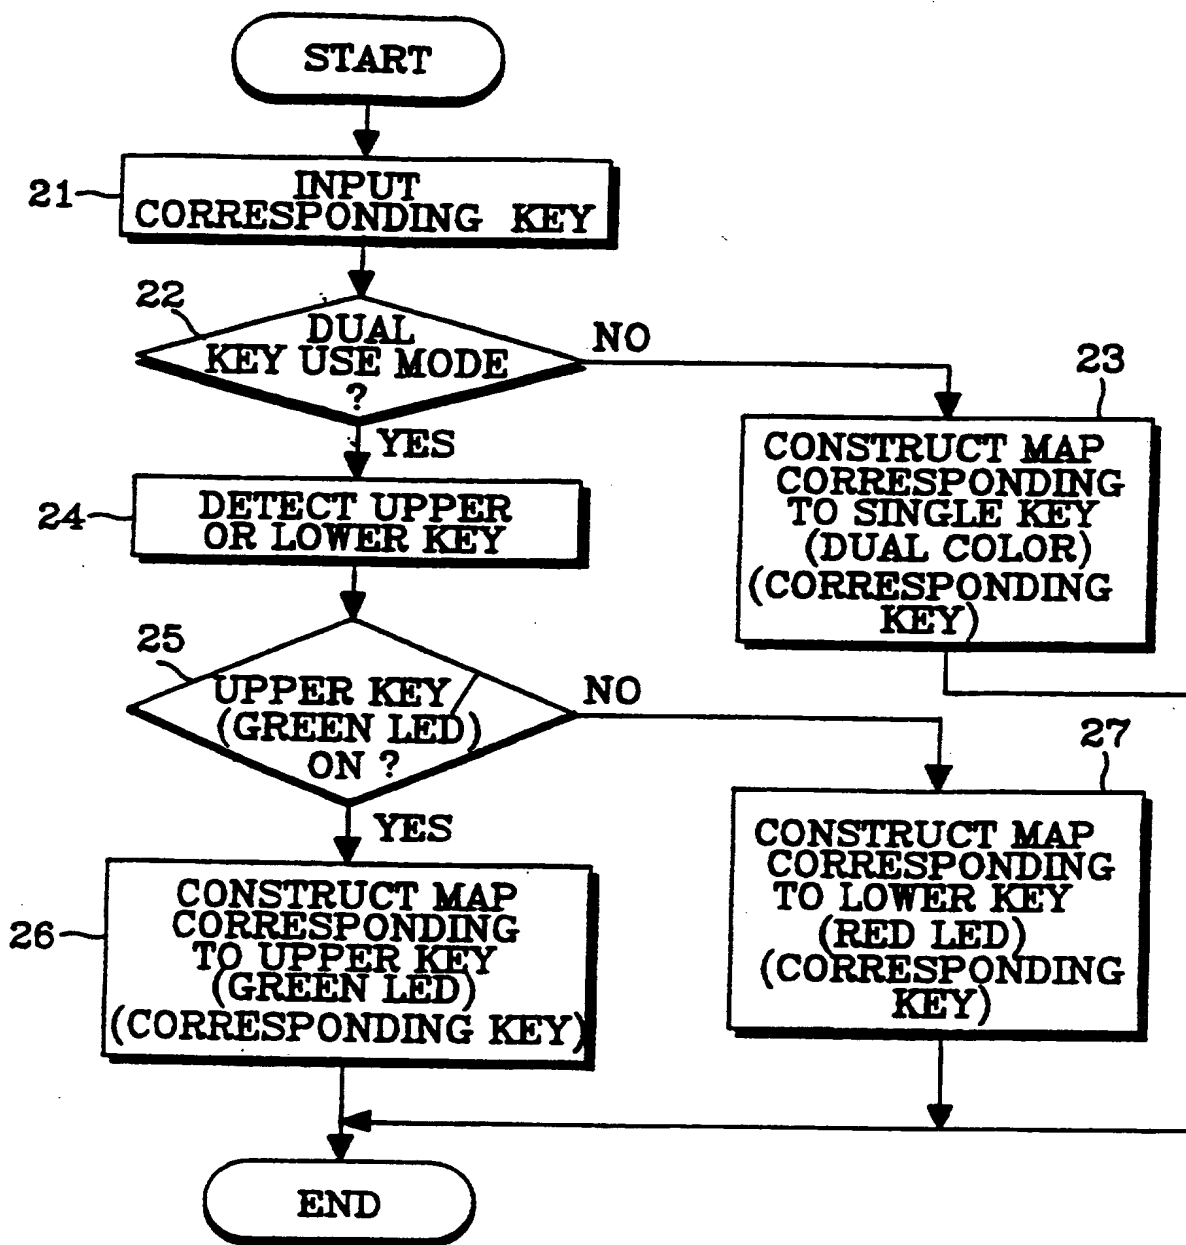 START
21
INPUT
CORRESPONDING KEY
22
DUAL
KEY USE MODE
?
NO
YES
23
CONSTRUCT MAP
CORRESPONDING
TO SINGLE KEY
(DUAL COLOR)
(CORRESPONDING
KEY)
24
DETECT UPPER
OR LOWER KEY
25
UPPER KEY
(GREEN LED)
ON ?
NO
YES
26
CONSTRUCT MAP
CORRESPONDING
TO UPPER KEY
(GREEN LED)
(CORRESPONDING KEY)
27
CONSTRUCT MAP
CORRESPONDING
TO LOWER KEY
(RED LED)
(CORRESPONDING
KEY)
END